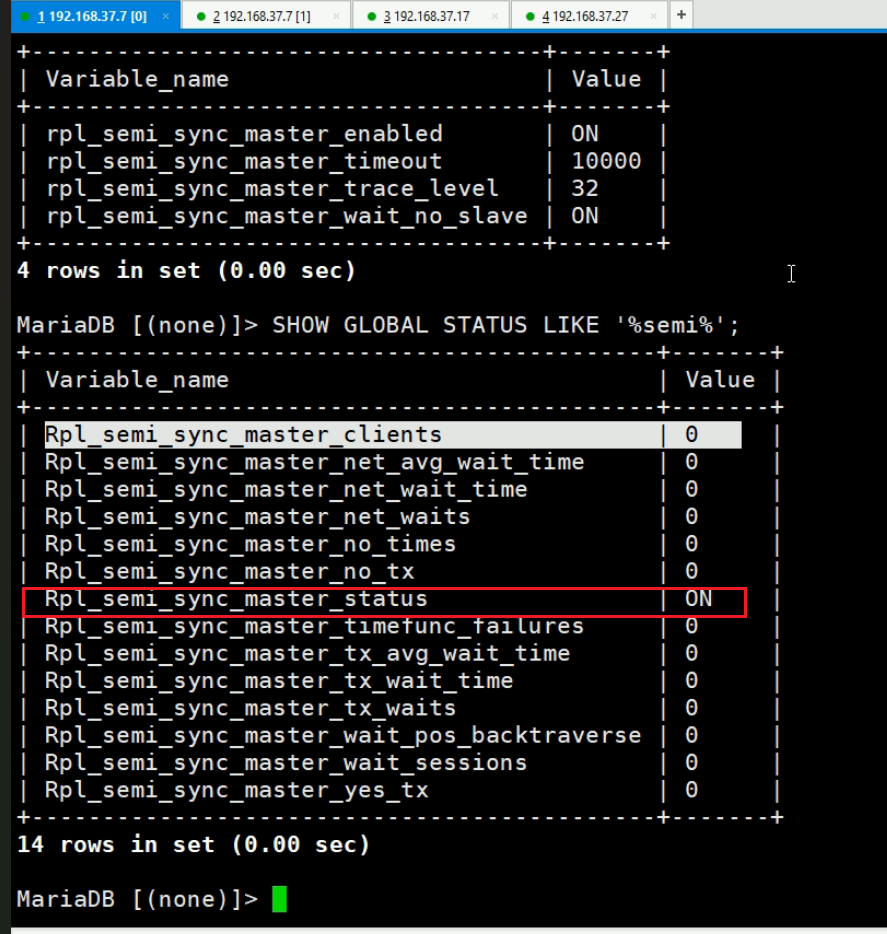 1 192.168.37.7 [0] × 2 192.168.37.7 [1] × 3 192.168.37.17 × 4 192.168.37.27 × +
+------------------------------------+-------+
| Variable_name                      | Value |
+------------------------------------+-------+
| rpl_semi_sync_master_enabled       | ON    |
| rpl_semi_sync_master_timeout       | 10000 |
| rpl_semi_sync_master_trace_level   | 32    |
| rpl_semi_sync_master_wait_no_slave | ON    |
+------------------------------------+-------+
4 rows in set (0.00 sec)
MariaDB [(none)]> SHOW GLOBAL STATUS LIKE '%semi%';
+--------------------------------------------+-------+
| Variable_name                              | Value |
+--------------------------------------------+-------+
| Rpl_semi_sync_master_clients               | 0     |
| Rpl_semi_sync_master_net_avg_wait_time     | 0     |
| Rpl_semi_sync_master_net_wait_time         | 0     |
| Rpl_semi_sync_master_net_waits             | 0     |
| Rpl_semi_sync_master_no_times              | 0     |
| Rpl_semi_sync_master_no_tx                 | 0     |
| Rpl_semi_sync_master_status                | ON    |
| Rpl_semi_sync_master_timefunc_failures     | 0     |
| Rpl_semi_sync_master_tx_avg_wait_time      | 0     |
| Rpl_semi_sync_master_tx_wait_time          | 0     |
| Rpl_semi_sync_master_tx_waits              | 0     |
| Rpl_semi_sync_master_wait_pos_backtraverse | 0     |
| Rpl_semi_sync_master_wait_sessions         | 0     |
| Rpl_semi_sync_master_yes_tx                | 0     |
+--------------------------------------------+-------+
14 rows in set (0.00 sec)
MariaDB [(none)]>